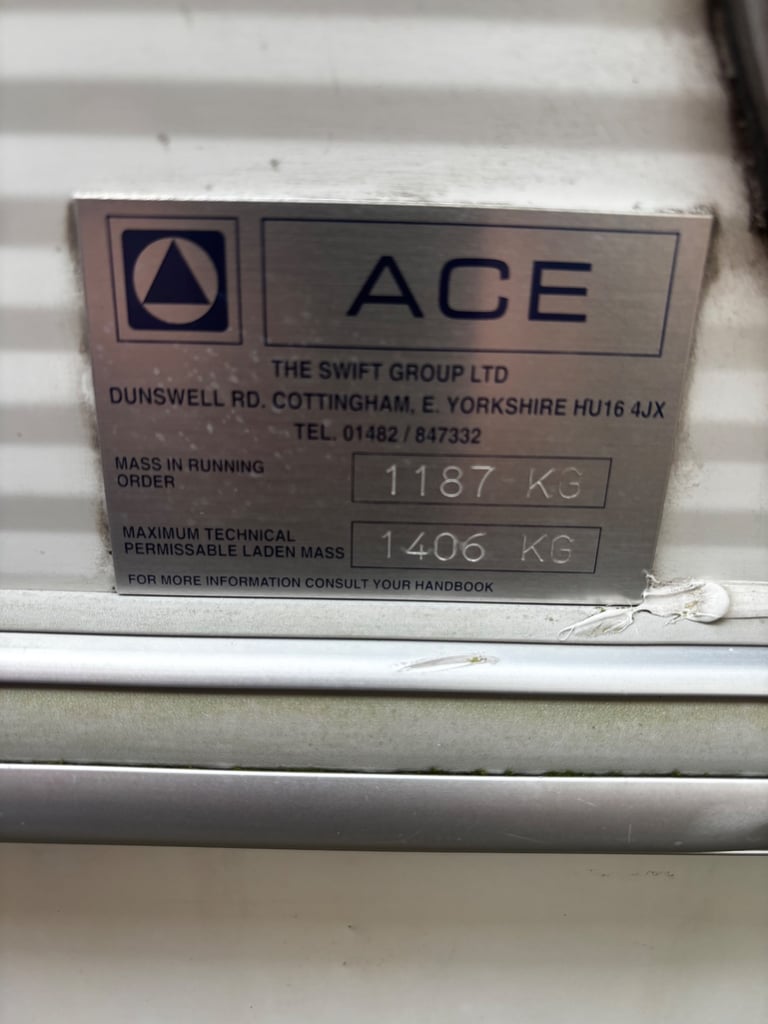 ACE
THE SWIFT GROUP LTD
DUNSWELL RD. COTTINGHAM, E. YORKSHIRE HU16 4JX
TEL. 01482 / 847332
MASS IN RUNNING
ORDER
1187 KG
MAXIMUM TECHNICAL
PERMISSABLE LADEN MASS
1406 KG
FOR MORE INFORMATION CONSULT YOUR HANDBOOK